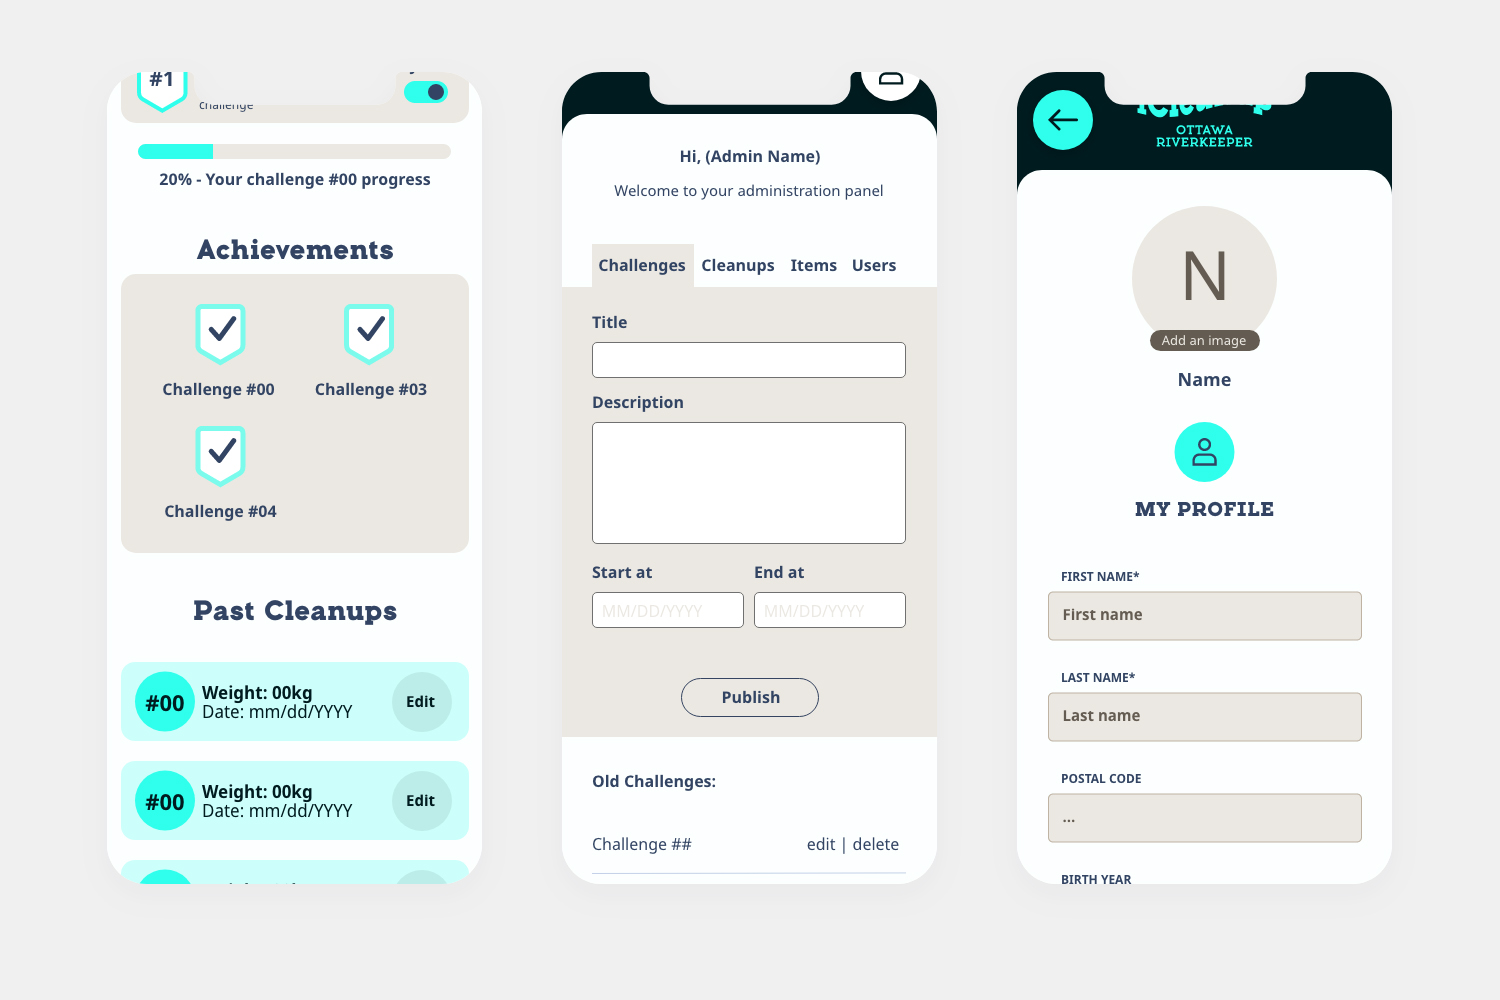 #1
challenge
20% - Your challenge #00 progress
Achievements
Challenge #00
Challenge #03
Challenge #04
Past Cleanups
#00
Weight: 00kg
Date: mm/dd/YYYY
Edit
#00
Weight: 00kg
Date: mm/dd/YYYY
Edit
Hi, (Admin Name)
Welcome to your administration panel
Challenges
Cleanups
Items
Users
Title
Description
Start at
End at
MM/DD/YYYY
MM/DD/YYYY
Publish
Old Challenges:
Challenge ##
edit | delete
OTTAWA
RIVERKEEPER
N
Add an image
Name
MY PROFILE
FIRST NAME*
First name
LAST NAME*
Last name
POSTAL CODE
...
BIRTH YEAR